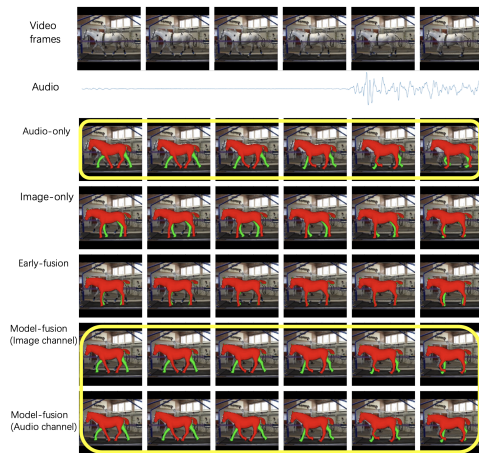 Video
frames
Audio
Audio-only
Image-only
Early-fusion
Model-fusion
(Image channel)
Model-fusion
(Audio channel)